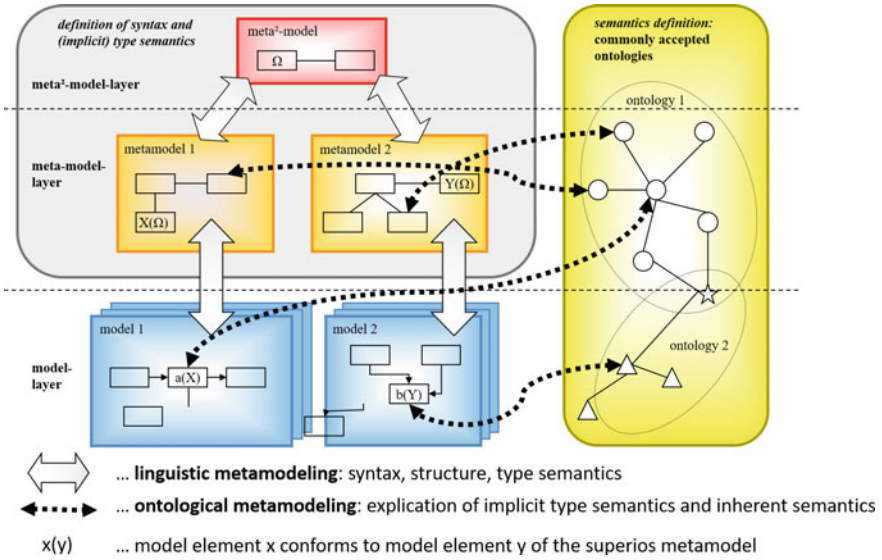 definition of syntax and
(implicit) type semantics
meta²-model
Ω
meta²-model-layer
semantics definition:
commonly accepted
ontologies
ontology 1
meta-model-
layer
metamodel 1
X(Ω)
metamodel 2
Y(Ω)
model-
layer
model 1
a(X)
model 2
b(Y)
ontology 2
... linguistic metamodeling: syntax, structure, type semantics
... ontological metamodeling: explication of implicit type semantics and inherent semantics
x(y) ... model element x conforms to model element y of the superios metamodel